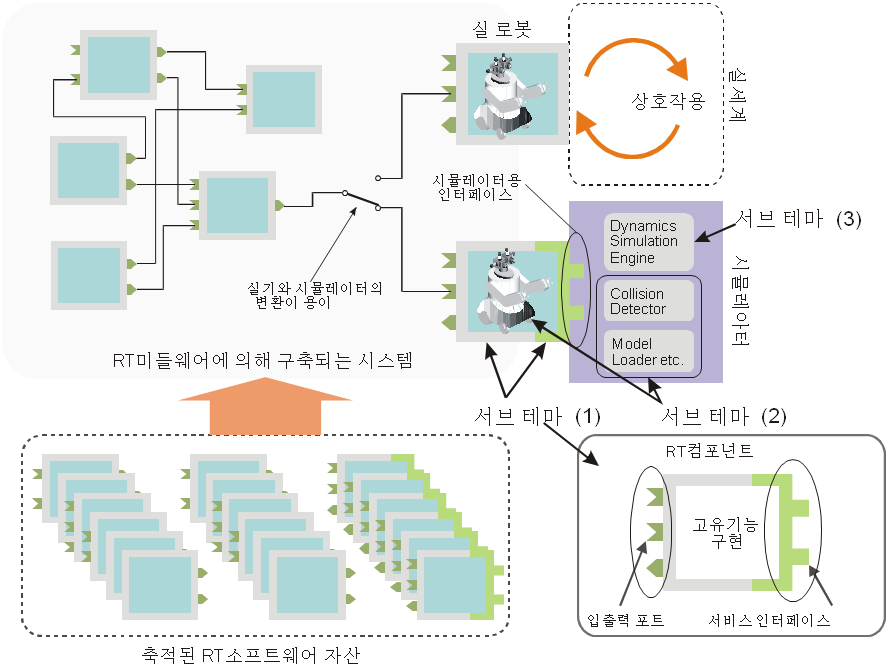 실 로봇
상호작용
실세계
시뮬레이터용
인터페이스
Dynamics
Simulation
Engine
서브 테마 (3)
Collision
Detector
Model
Loader etc.
시뮬레이터
실기와 시뮬레이터의
변환이 용이
RT미들웨어에 의해 구축되는 시스템
서브 테마 (1)
서브 테마 (2)
RT컴포넌트
고유기능
구현
입출력 포트
서비스 인터페이스
축적된 RT소프트웨어 자산